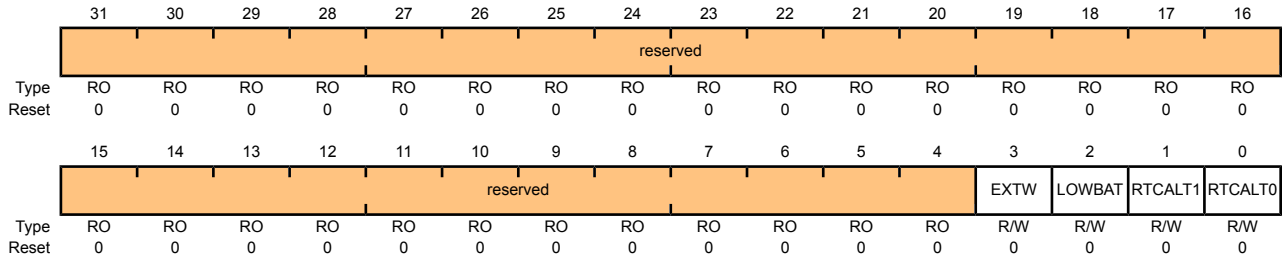 31 30 29 28 27 26 25 24 23 22 21 20 19 18 17 16
reserved
Type RO RO RO RO RO RO RO RO RO RO RO RO RO RO RO RO
Reset 0 0 0 0 0 0 0 0 0 0 0 0 0 0 0 0
15 14 13 12 11 10 9 8 7 6 5 4 3 2 1 0
reserved EXTW LOWBAT RTCALT1 RTCALT0
Type RO RO RO RO RO RO RO RO RO RO RO RO R/W R/W R/W R/W
Reset 0 0 0 0 0 0 0 0 0 0 0 0 0 0 0 0